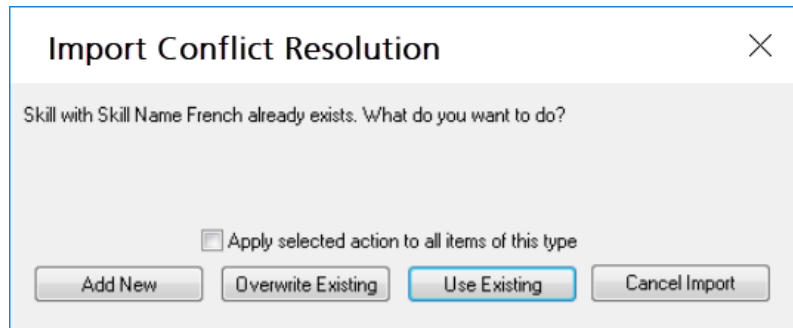 Import Conflict Resolution
Skill with Skill Name French already exists. What do you want to do?
Apply selected action to all items of this type
Add New
Overwrite Existing
Use Existing
Cancel Import